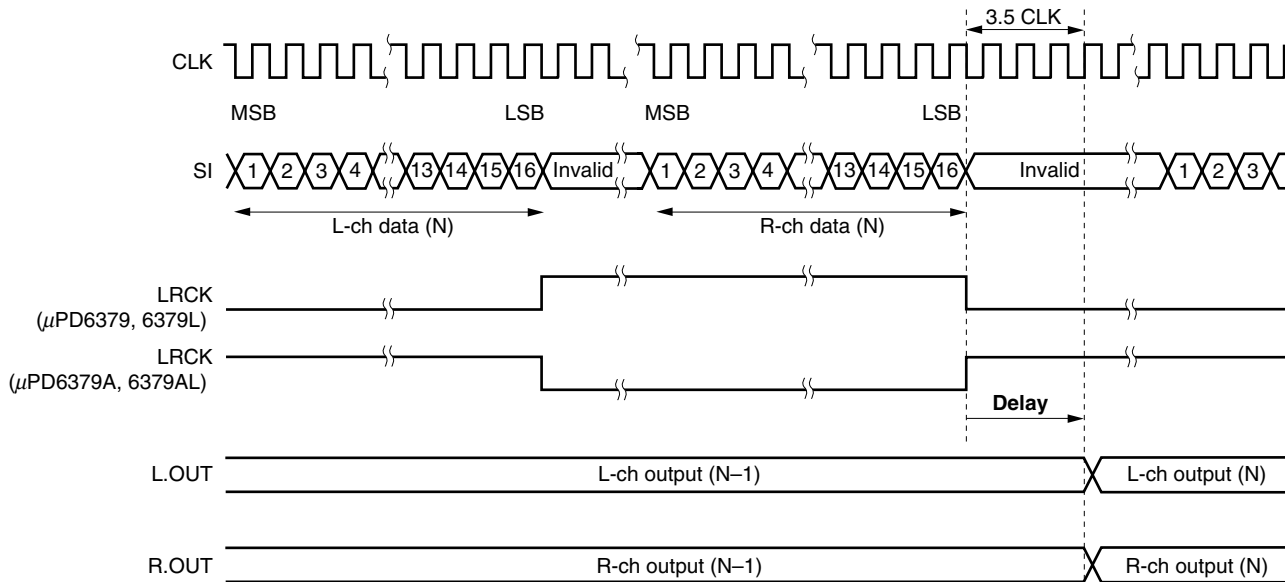 3.5 CLK
CLK
MSB LSB MSB LSB
SI 1 2 3 4 13 14 15 16 Invalid 1 2 3 4 13 14 15 16 Invalid 1 2 3
L-ch data (N) R-ch data (N)
LRCK
(μPD6379, 6379L)
LRCK
(μPD6379A, 6379AL)
Delay
L.OUT L-ch output (N–1) L-ch output (N)
R.OUT R-ch output (N–1) R-ch output (N)